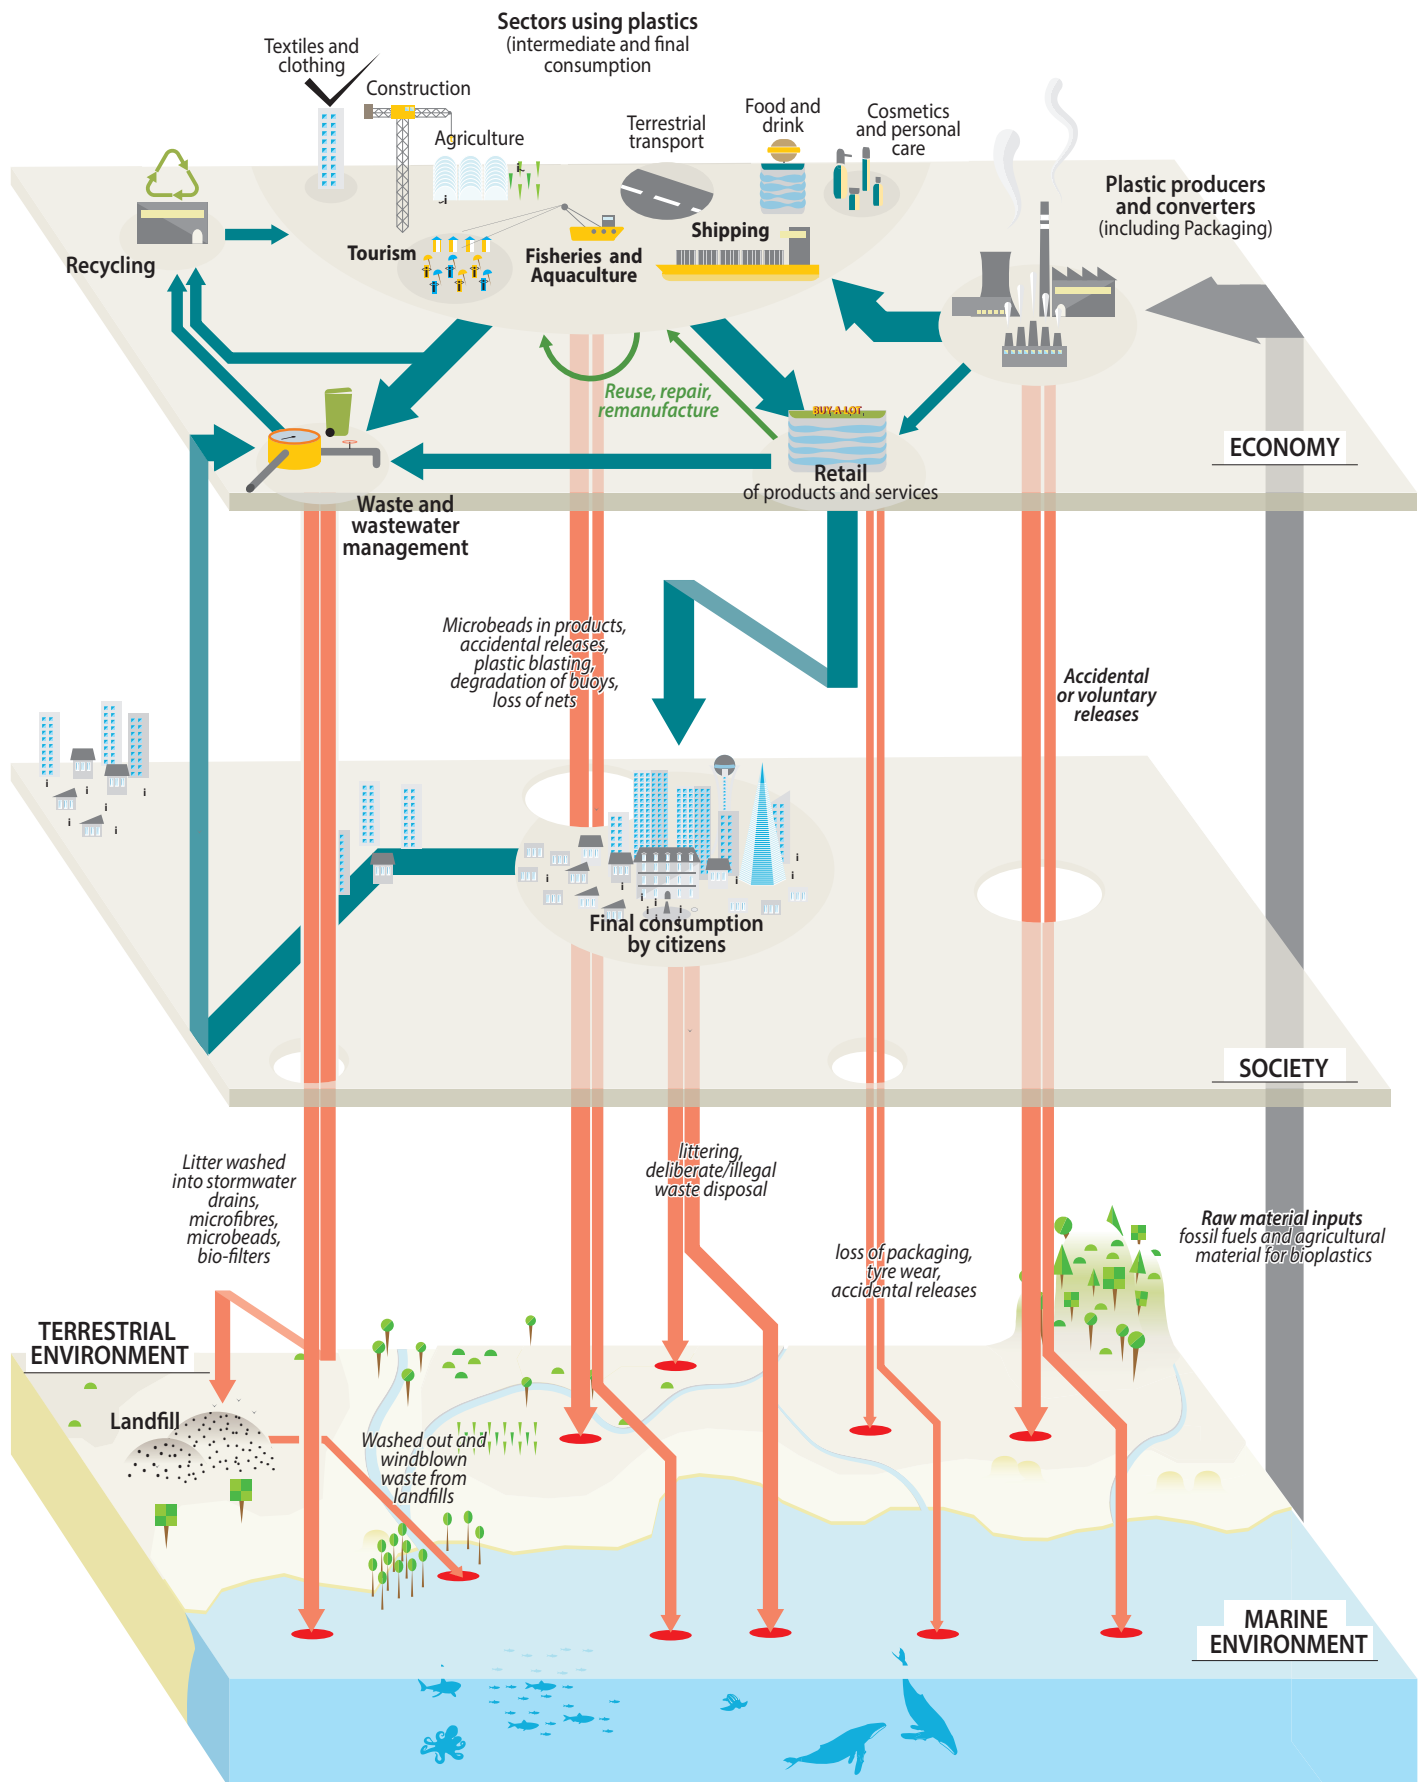 Sectors using plastics
(intermediate and final
consumption
Textiles and
clothing
Construction
Agriculture
Terrestrial
transport
Food and
drink
Cosmetics
and personal
care
Plastic producers
and converters
(including Packaging)
Recycling
Tourism
Fisheries and
Aquaculture
Shipping
Reuse, repair,
remanufacture
BUY-A-LOT
Retail
of products and services
ECONOMY
Waste and
wastewater
management
Microbeads in products,
accidental releases,
plastic blasting,
degradation of buoys,
loss of nets
Accidental
or voluntary
releases
Final consumption
by citizens
SOCIETY
Litter washed
into stormwater
drains,
microfibres,
microbeads,
bio-filters
littering,
deliberate/illegal
waste disposal
loss of packaging,
tyre wear,
accidental releases
Raw material inputs
fossil fuels and agricultural
material for bioplastics
TERRESTRIAL
ENVIRONMENT
Landfill
Washed out and
windblown
waste from
landfills
MARINE
ENVIRONMENT